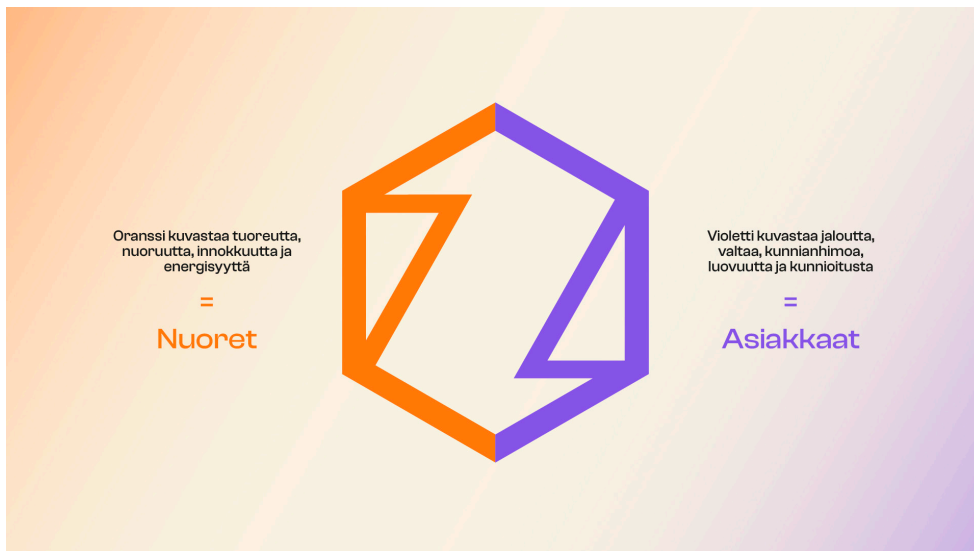 Oranssi kuvastaa tuoreutta,
nuoruutta, innokkuutta ja
energisyyttä
=
Nuoret
Violetti kuvastaa jaloutta,
valtaa, kunnianhimoa,
luovuutta ja kunnioitusta
=
Asiakkaat